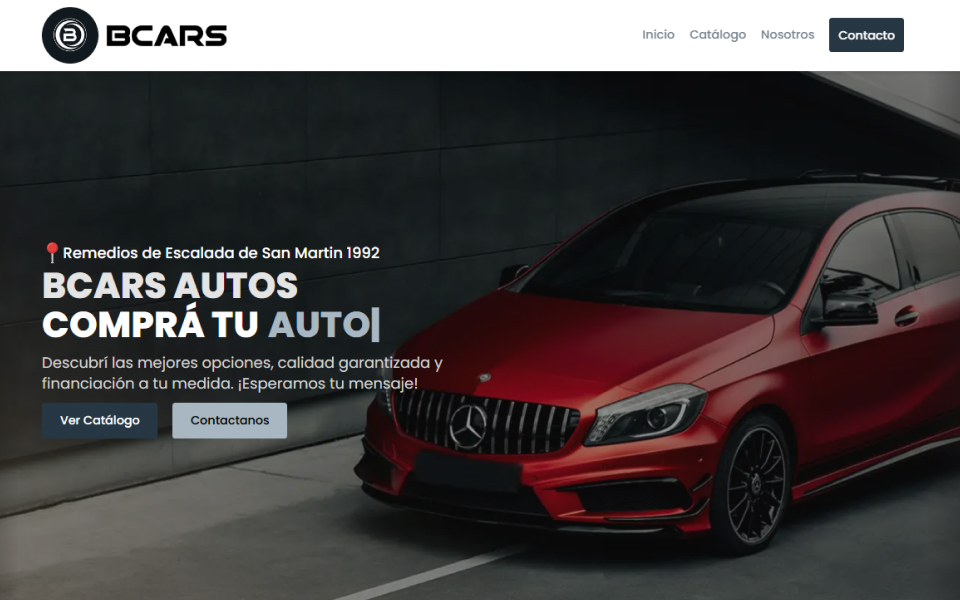 BCARS
Inicio
Catálogo
Nosotros
Contacto
📍Remedios de Escalada de San Martin 1992
BCARS AUTOS
COMPRÁ TU AUTO|
Descubrí las mejores opciones, calidad garantizada y
financiación a tu medida. ¡Esperamos tu mensaje!
Ver Catálogo
Contactanos